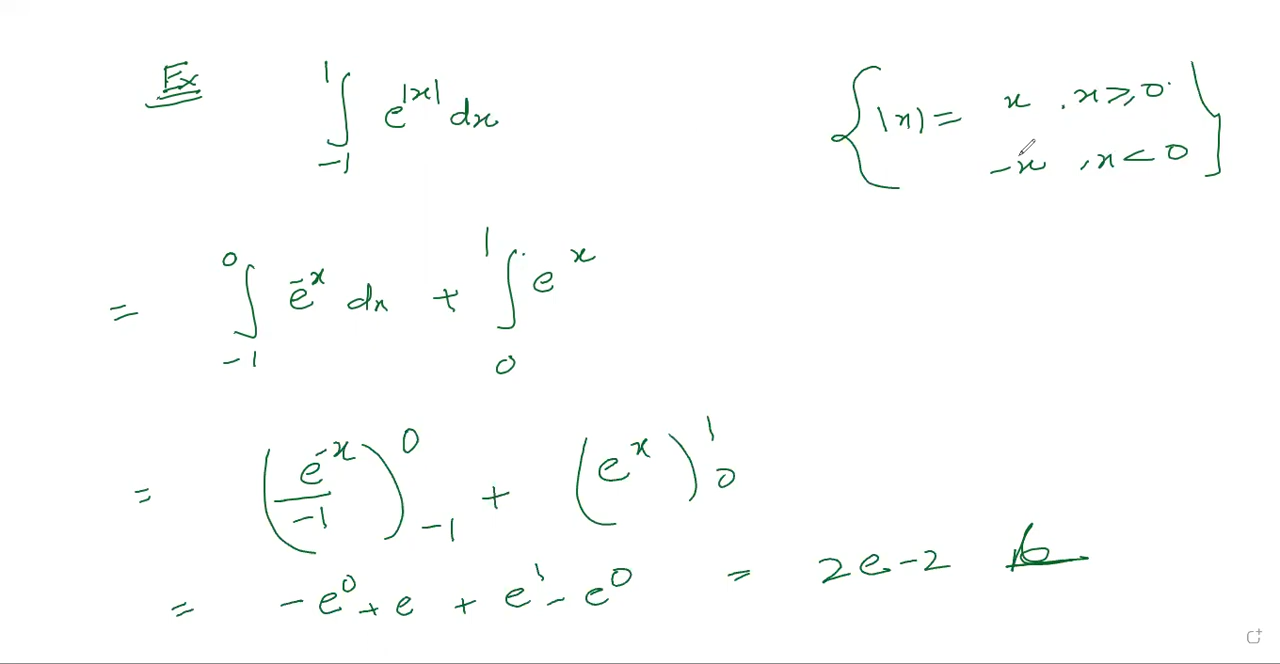 Ex ∫_{-1}^{1} e^{|x|} dx { |x| = x , x ≥ 0
-x , x < 0 }
= ∫_{-1}^{0} e^{-x} dx + ∫_{0}^{1} e^{x}
= (e^{-x}/-1)_{-1}^{0} + (e^{x})_{0}^{1}
= -e^{0} + e + e^{1} - e^{0} = 2e-2